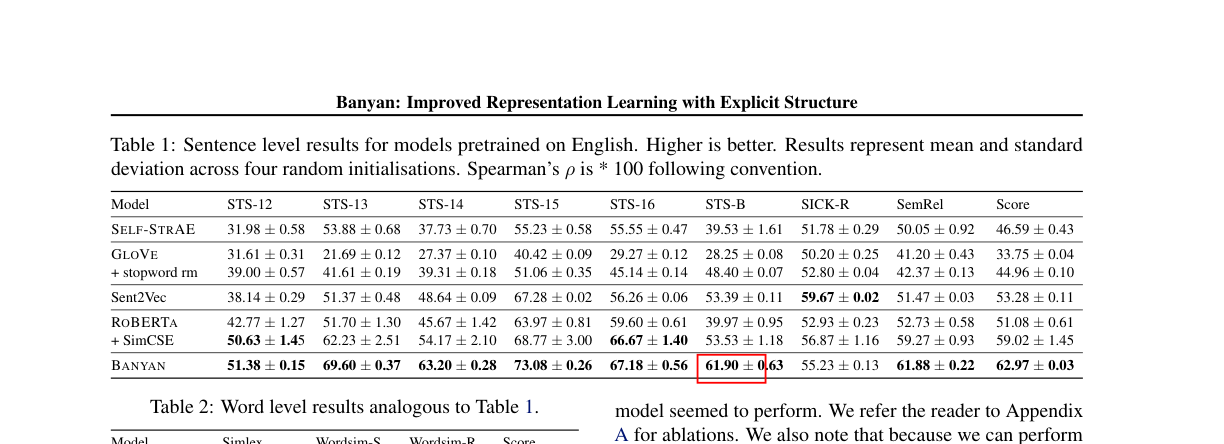 Banyan: Improved Representation Learning with Explicit Structure
Table 1: Sentence level results for models pretrained on English. Higher is better. Results represent mean and standard
deviation across four random initialisations. Spearman's ρ is * 100 following convention.
Model STS-12 STS-13 STS-14 STS-15 STS-16 STS-B SICK-R SemRel Score
SELF-STRAE 31.98 ± 0.58 53.88 ± 0.68 37.73 ± 0.70 55.23 ± 0.58 55.55 ± 0.47 39.53 ± 1.61 51.78 ± 0.29 50.05 ± 0.92 46.59 ± 0.43
GLOVE 31.61 ± 0.31 21.69 ± 0.12 27.37 ± 0.10 40.42 ± 0.09 29.27 ± 0.12 28.25 ± 0.08 50.20 ± 0.25 41.20 ± 0.43 33.75 ± 0.04
+ stopword rm 39.00 ± 0.57 41.61 ± 0.19 39.31 ± 0.18 51.06 ± 0.35 45.14 ± 0.14 48.40 ± 0.07 52.80 ± 0.04 42.37 ± 0.13 44.96 ± 0.10
Sent2Vec 38.14 ± 0.29 51.37 ± 0.48 48.64 ± 0.09 67.28 ± 0.02 56.26 ± 0.06 53.39 ± 0.11 59.67 ± 0.02 51.47 ± 0.03 53.28 ± 0.11
ROBERTA 42.77 ± 1.27 51.70 ± 1.30 45.67 ± 1.42 63.97 ± 0.81 59.60 ± 0.61 39.97 ± 0.95 52.93 ± 0.23 52.73 ± 0.58 51.08 ± 0.61
+ SimCSE 50.63 ± 1.45 62.23 ± 2.51 54.17 ± 2.10 68.77 ± 3.00 66.67 ± 1.40 53.53 ± 1.18 56.87 ± 1.16 59.27 ± 0.93 59.02 ± 1.45
BANYAN 51.38 ± 0.15 69.60 ± 0.37 63.20 ± 0.28 73.08 ± 0.26 67.18 ± 0.56 61.90 ± 0.63 55.23 ± 0.13 61.88 ± 0.22 62.97 ± 0.03
Table 2: Word level results analogous to Table 1.
Model Simlex Wordsim-S Wordsim-R Score
model seemed to perform. We refer the reader to Appendix
A for ablations. We also note that because we can perform